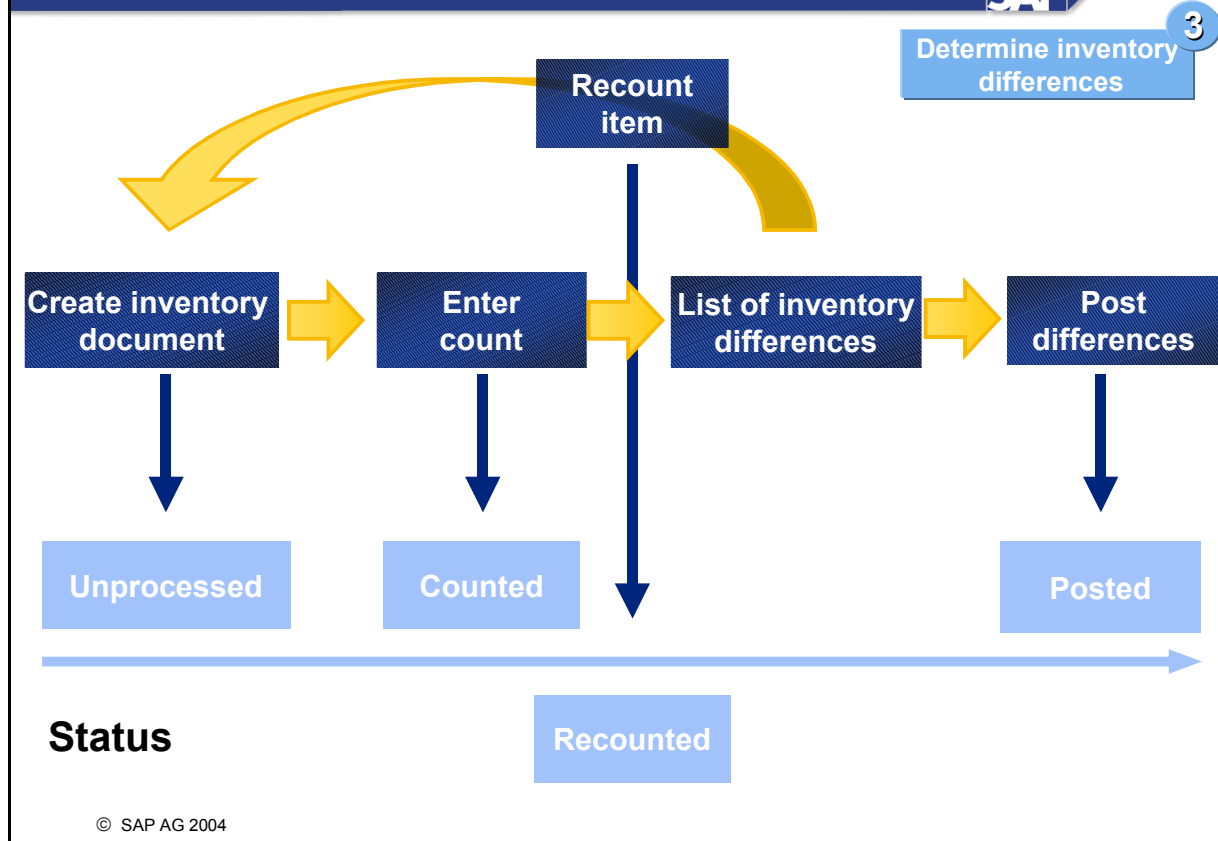 3
Determine inventory
differences
Recount
item
Create inventory
document
Enter
count
List of inventory
differences
Post
differences
Unprocessed
Counted
Posted
Status
Recounted
© SAP AG 2004